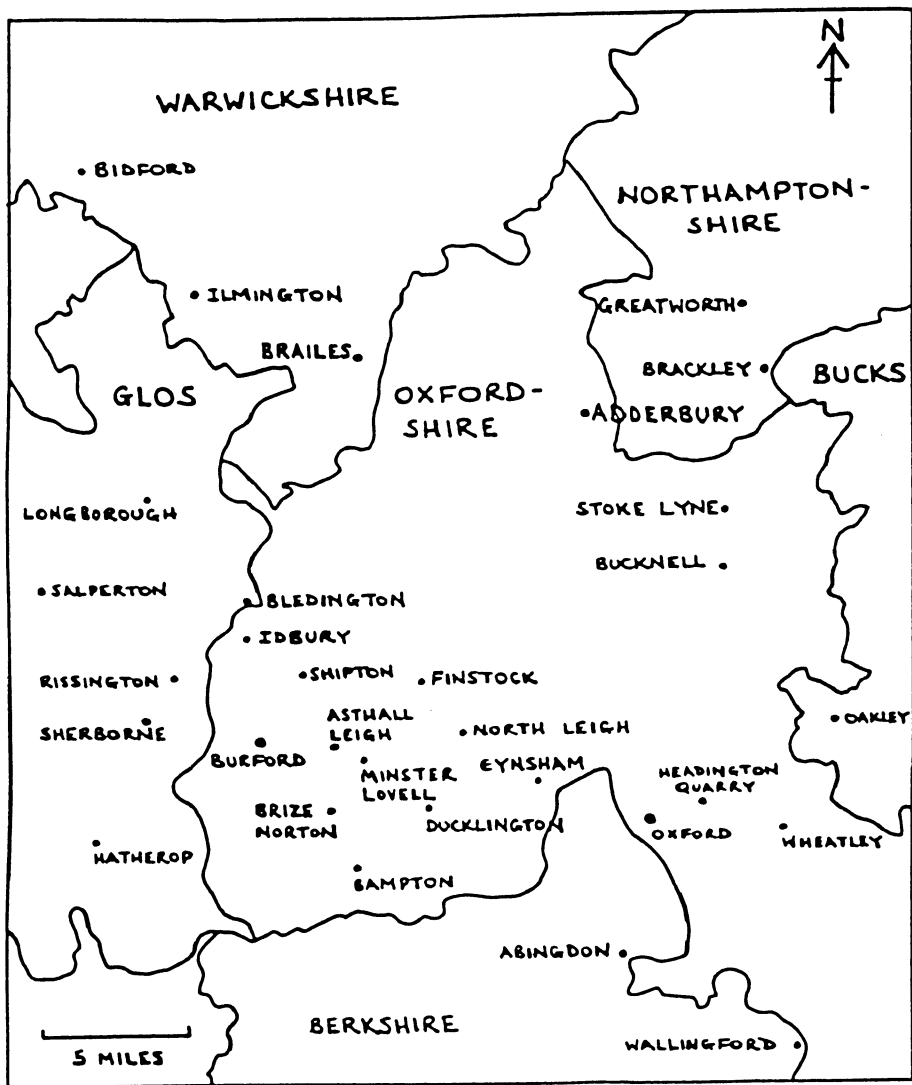 N
WARWICKSHIRE
BIDFORD
NORTHAMPTON-
SHIRE
ILMINGTON
GREATWORTH
BRAILES
BRACKLEY
BUCKS
GLOS
OXFORD-
SHIRE
ADDERBURY
LONGBOROUGH
STOKE LYNE
BUCKNELL
SALPERTON
BLEDINGTON
IDBURY
RISSINGTON
SHIPTON
FINSTOCK
SHERBORNE
ASTHALL
LEIGH
NORTH LEIGH
OAKLEY
BURFORD
MINSTER
LOVELL
EYNSHAM
HEADINGTON
QUARRY
BRIZE
NORTON
DUCKLINGTON
OXFORD
WHEATLEY
HATHEROP
BAMPTON
ABINGDON
BERKSHIRE
WALLINGFORD
5 MILES